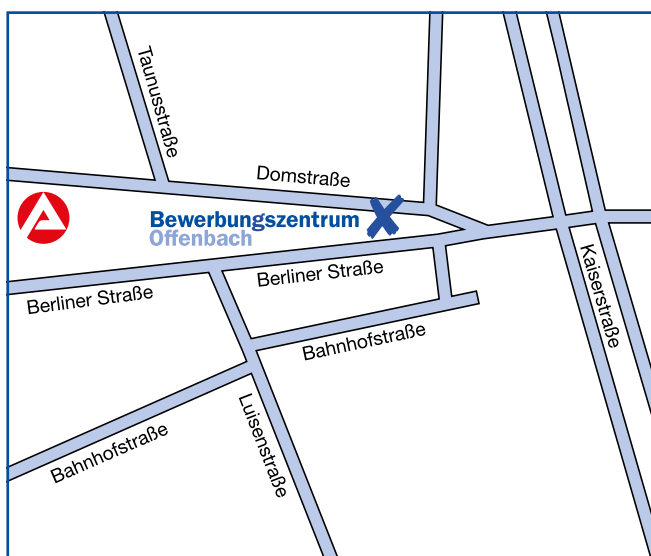 Taunusstraße
Domstraße
Bewerbungszentrum
Offenbach
Berliner Straße
Berliner Straße
Kaiserstraße
Bahnhofstraße
Bahnhofstraße
Luisenstraße